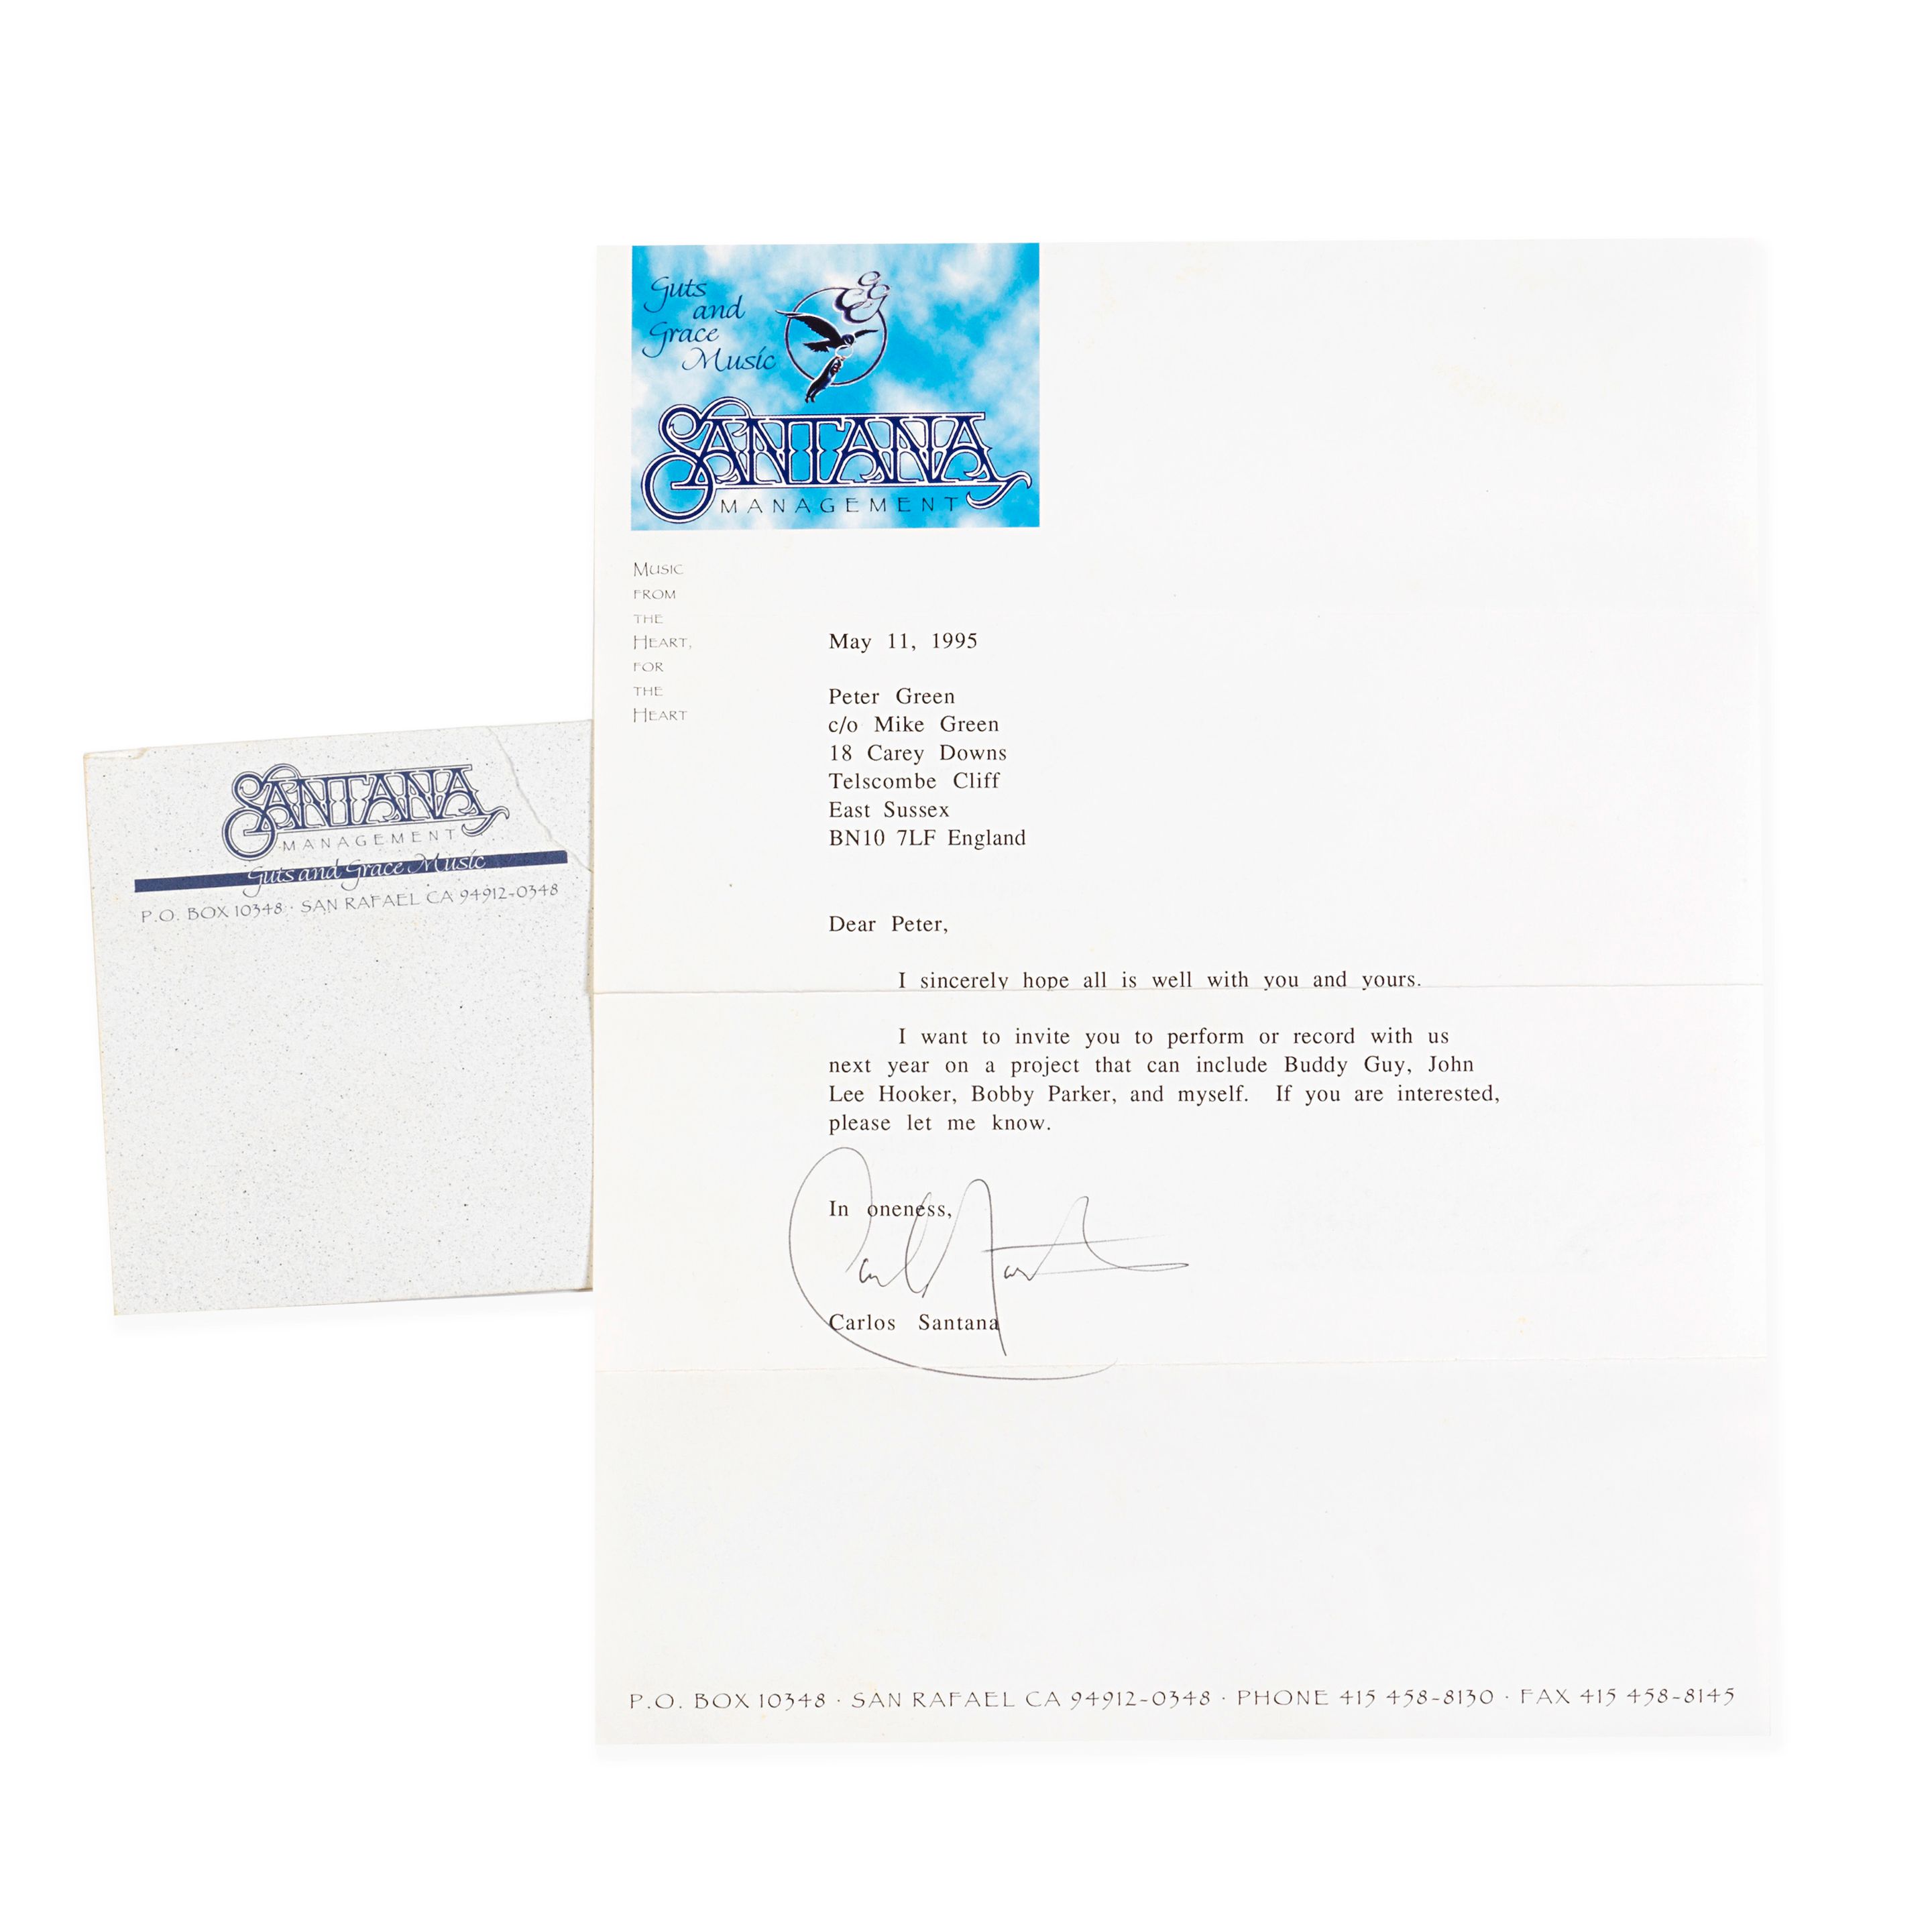 SANTANA
MANAGEMENT
Guts and Grace Music
P.O. BOX 10348 · SAN RAFAEL CA 94912-0348
Guts
and
Grace
Music
GG
SANTANA
MANAGEMENT
MUSIC
FROM
THE
HEART,
FOR
THE
HEART
May 11, 1995
Peter Green
c/o Mike Green
18 Carey Downs
Telscombe Cliff
East Sussex
BN10 7LF England
Dear Peter,
I sincerely hope all is well with you and yours.
I want to invite you to perform or record with us
next year on a project that can include Buddy Guy, John
Lee Hooker, Bobby Parker, and myself. If you are interested,
please let me know.
In oneness,
Carlos Santana
Carlos Santana
P.O. BOX 10348 · SAN RAFAEL CA 94912-0348 · PHONE 415 458-8130 · FAX 415 458-8145